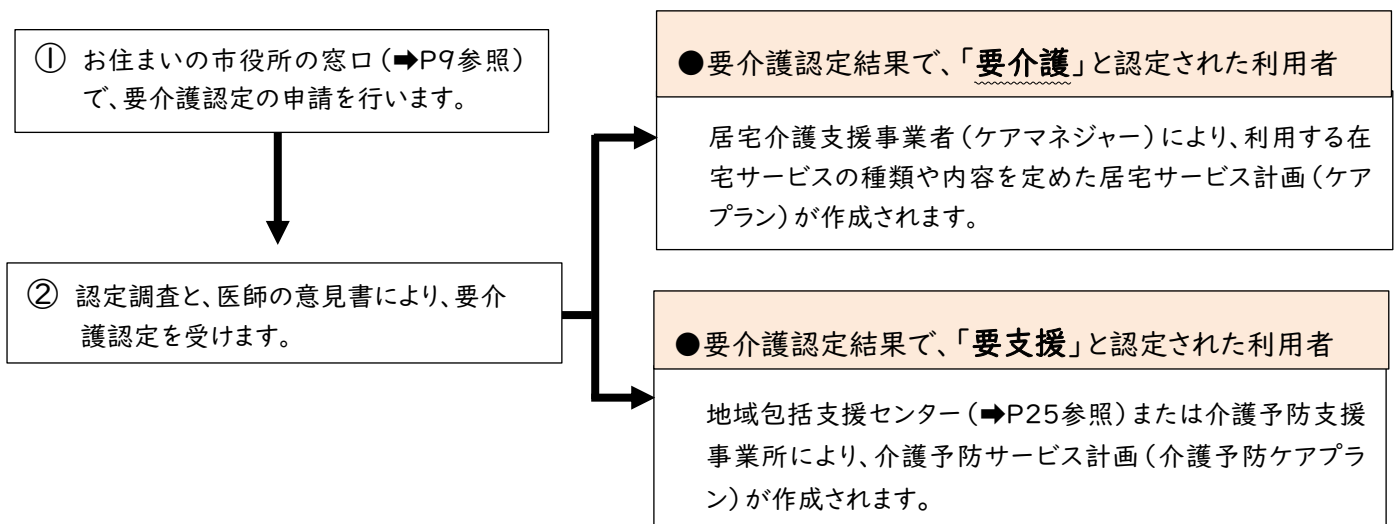 ① お住まいの市役所の窓口(➡P9参照)
で、要介護認定の申請を行います。
② 認定調査と、医師の意見書により、要介
護認定を受けます。
●要介護認定結果で、「要介護」と認定された利用者
居宅介護支援事業者(ケアマネジャー)により、利用する在
宅サービスの種類や内容を定めた居宅サービス計画(ケア
プラン)が作成されます。
●要介護認定結果で、「要支援」と認定された利用者
地域包括支援センター(➡P25参照)または介護予防支援
事業所により、介護予防サービス計画(介護予防ケアプラ
ン)が作成されます。